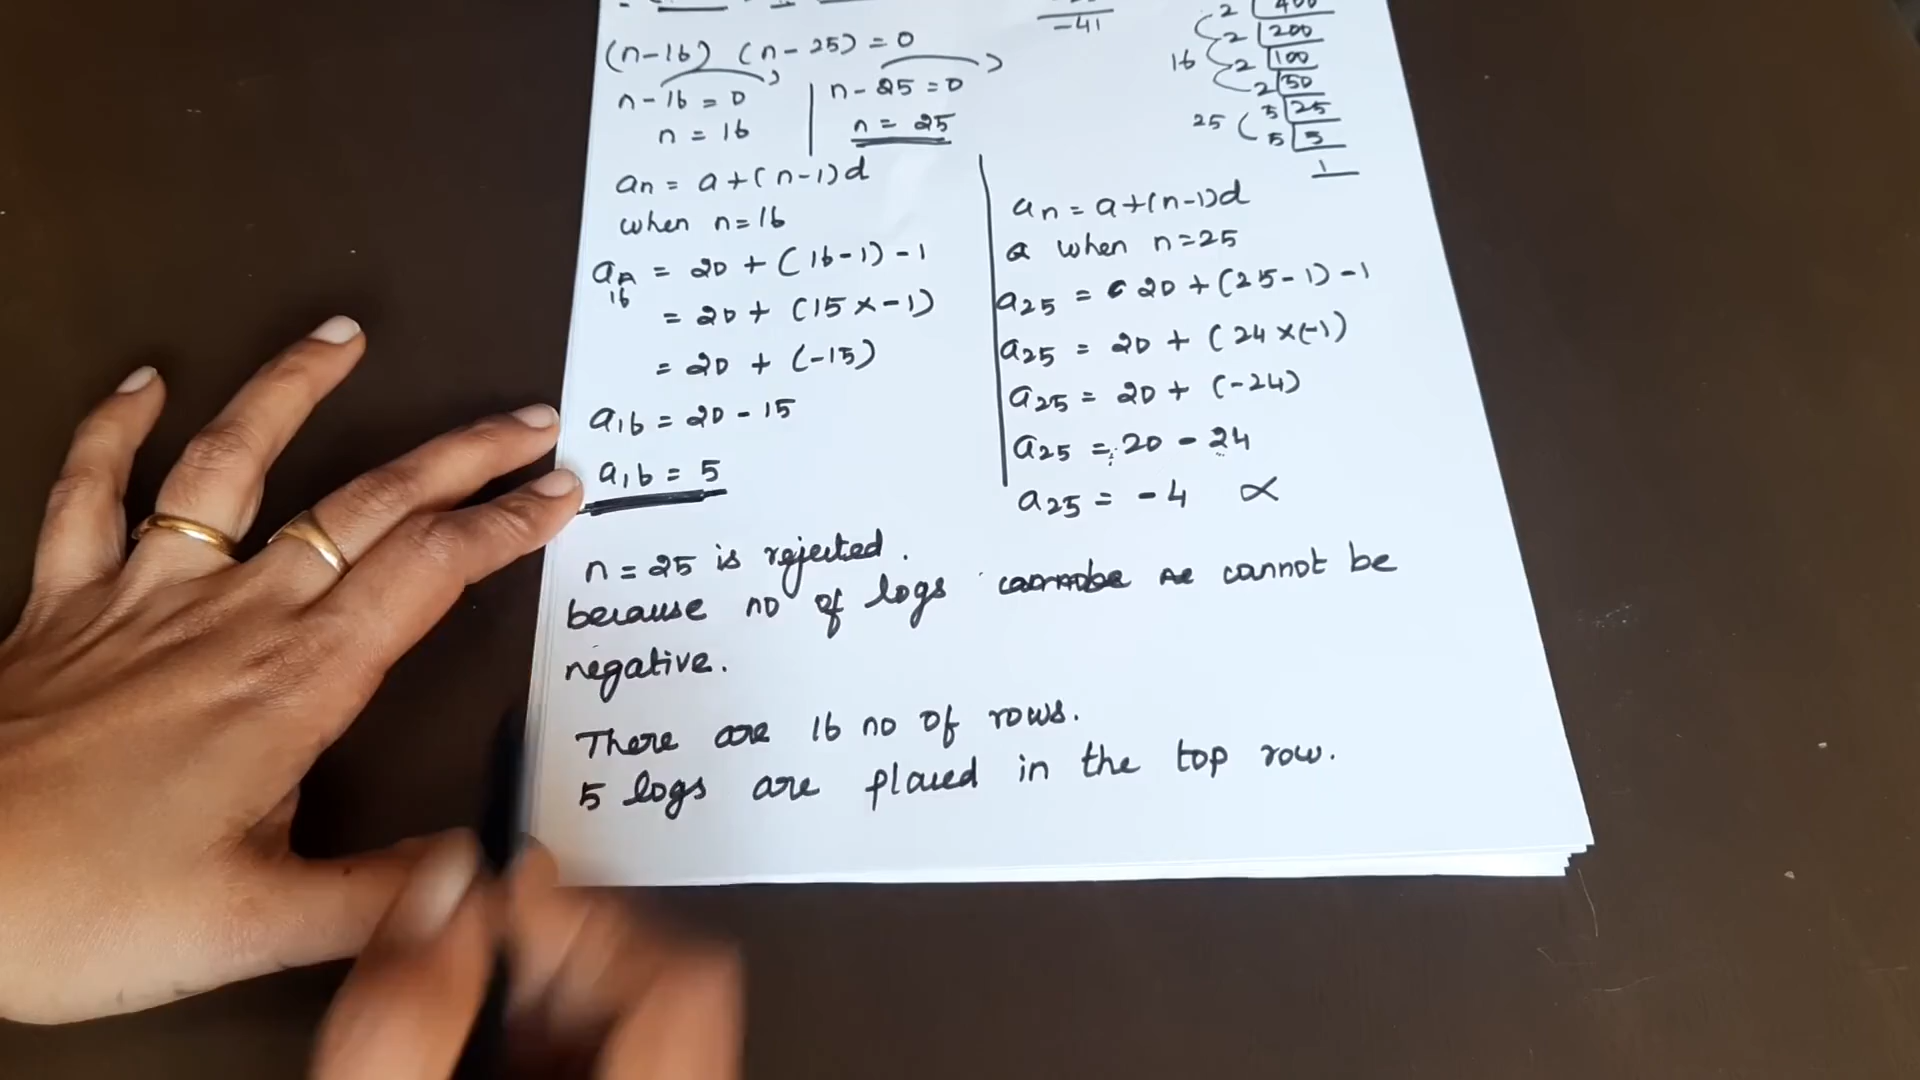 -41
(n-16) (n-25) = 0
n-16 = 0
n = 16
n-25 = 0
n = 25
2 400
2 200
2 100
2 50
5 25
5 5
1
16
25
an = a+(n-1)d
when n=16
a16 = 20 + (16-1) -1
= 20 + (15 x -1)
= 20 + (-15)
a16 = 20 - 15
a16 = 5
an = a+(n-1)d
when n=25
a25 = 20 + (25-1) -1
a25 = 20 + (24 x(-1)
a25 = 20 + (-24)
a25 = 20 - 24
a25 = -4
n = 25 is rejected.
because no of logs cannot be
negative.
There are 16 no of rows.
5 logs are placed in the top row.